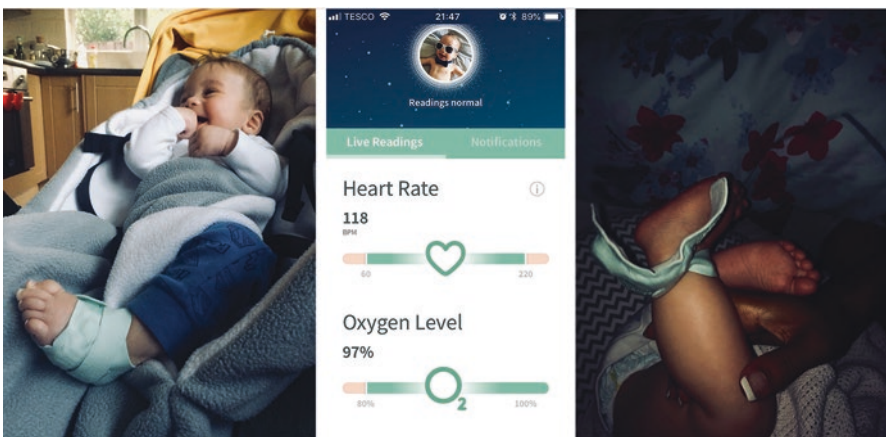 TESCO 21:47 89%
Readings normal
Live Readings Notifications
Heart Rate
118
BPM
60 220
Oxygen Level
97%
O2
80% 100%